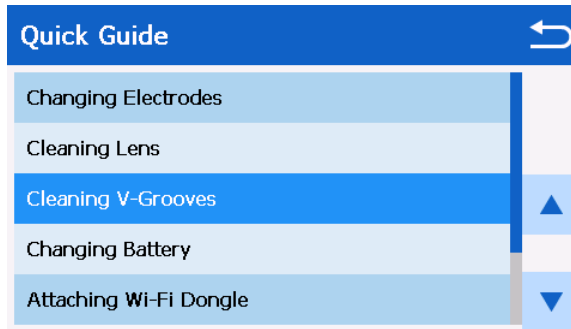 Quick Guide
Changing Electrodes
Cleaning Lens
Cleaning V-Grooves
Changing Battery
Attaching Wi-Fi Dongle